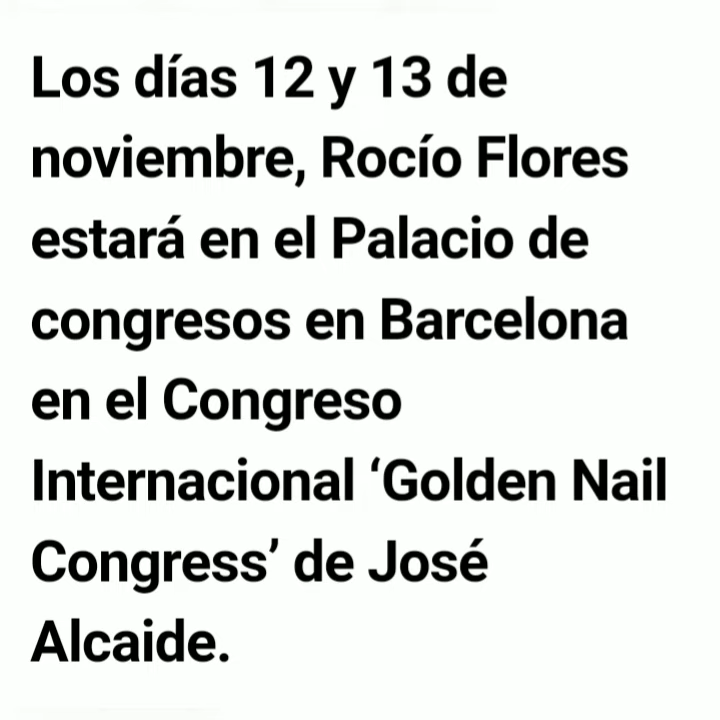 Los días 12 y 13 de
noviembre, Rocío Flores
estará en el Palacio de
congresos en Barcelona
en el Congreso
Internacional ‘Golden Nail
Congress’ de José
Alcaide.